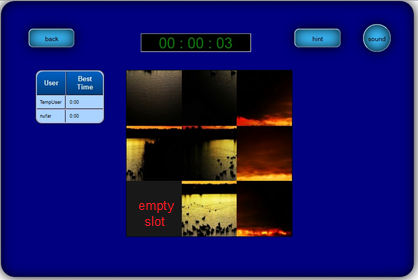 back
00 : 00 : 03
hint
sound
User
Best
Time
TempUser 0:00
nufar 0:00
empty
slot